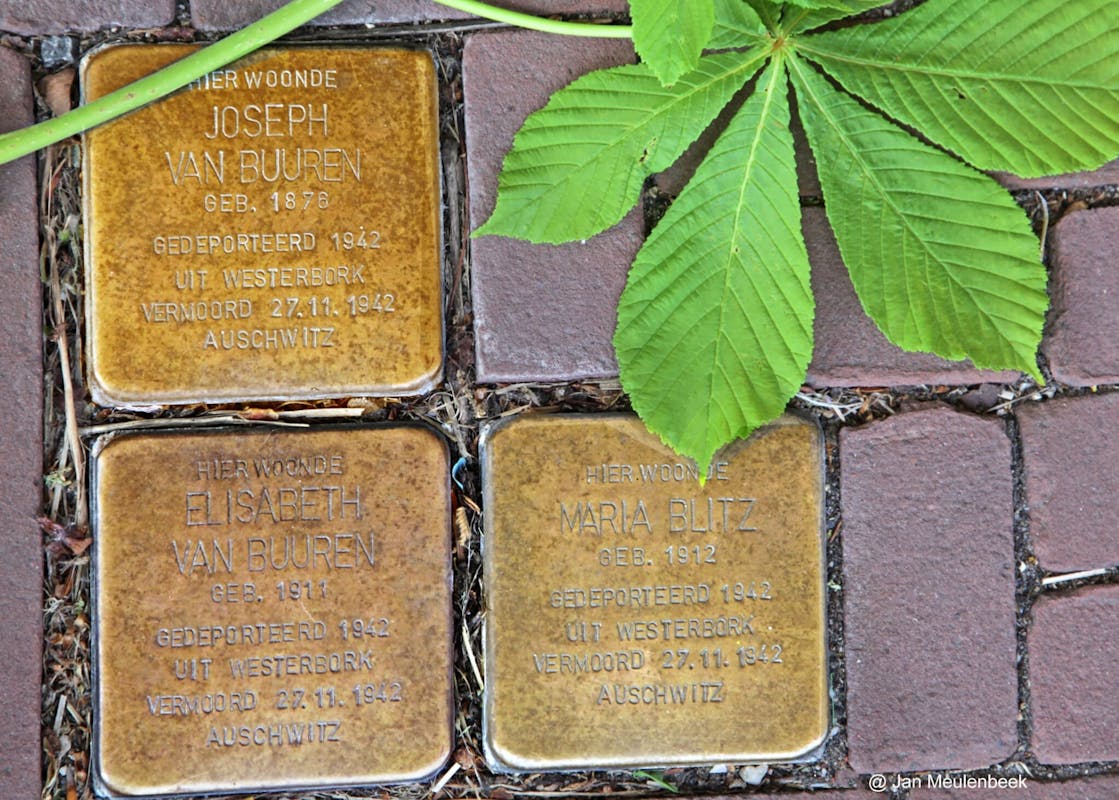 HIER WOONDE
JOSEPH
VAN BUUREN
GEB. 1876
GEDEPORTEERD 1942
UIT WESTERBORK
VERMOORD 27.11.1942
AUSCHWITZ
HIER WOONDE
ELISABETH
VAN BUUREN
GEB. 1911
GEDEPORTEERD 1942
UIT WESTERBORK
VERMOORD 27.11.1942
AUSCHWITZ
HIER WOONDE
MARIA BLITZ
GEB. 1912
GEDEPORTEERD 1942
UIT WESTERBORK
VERMOORD 27.11.1942
AUSCHWITZ
@ Jan Meulenbeek